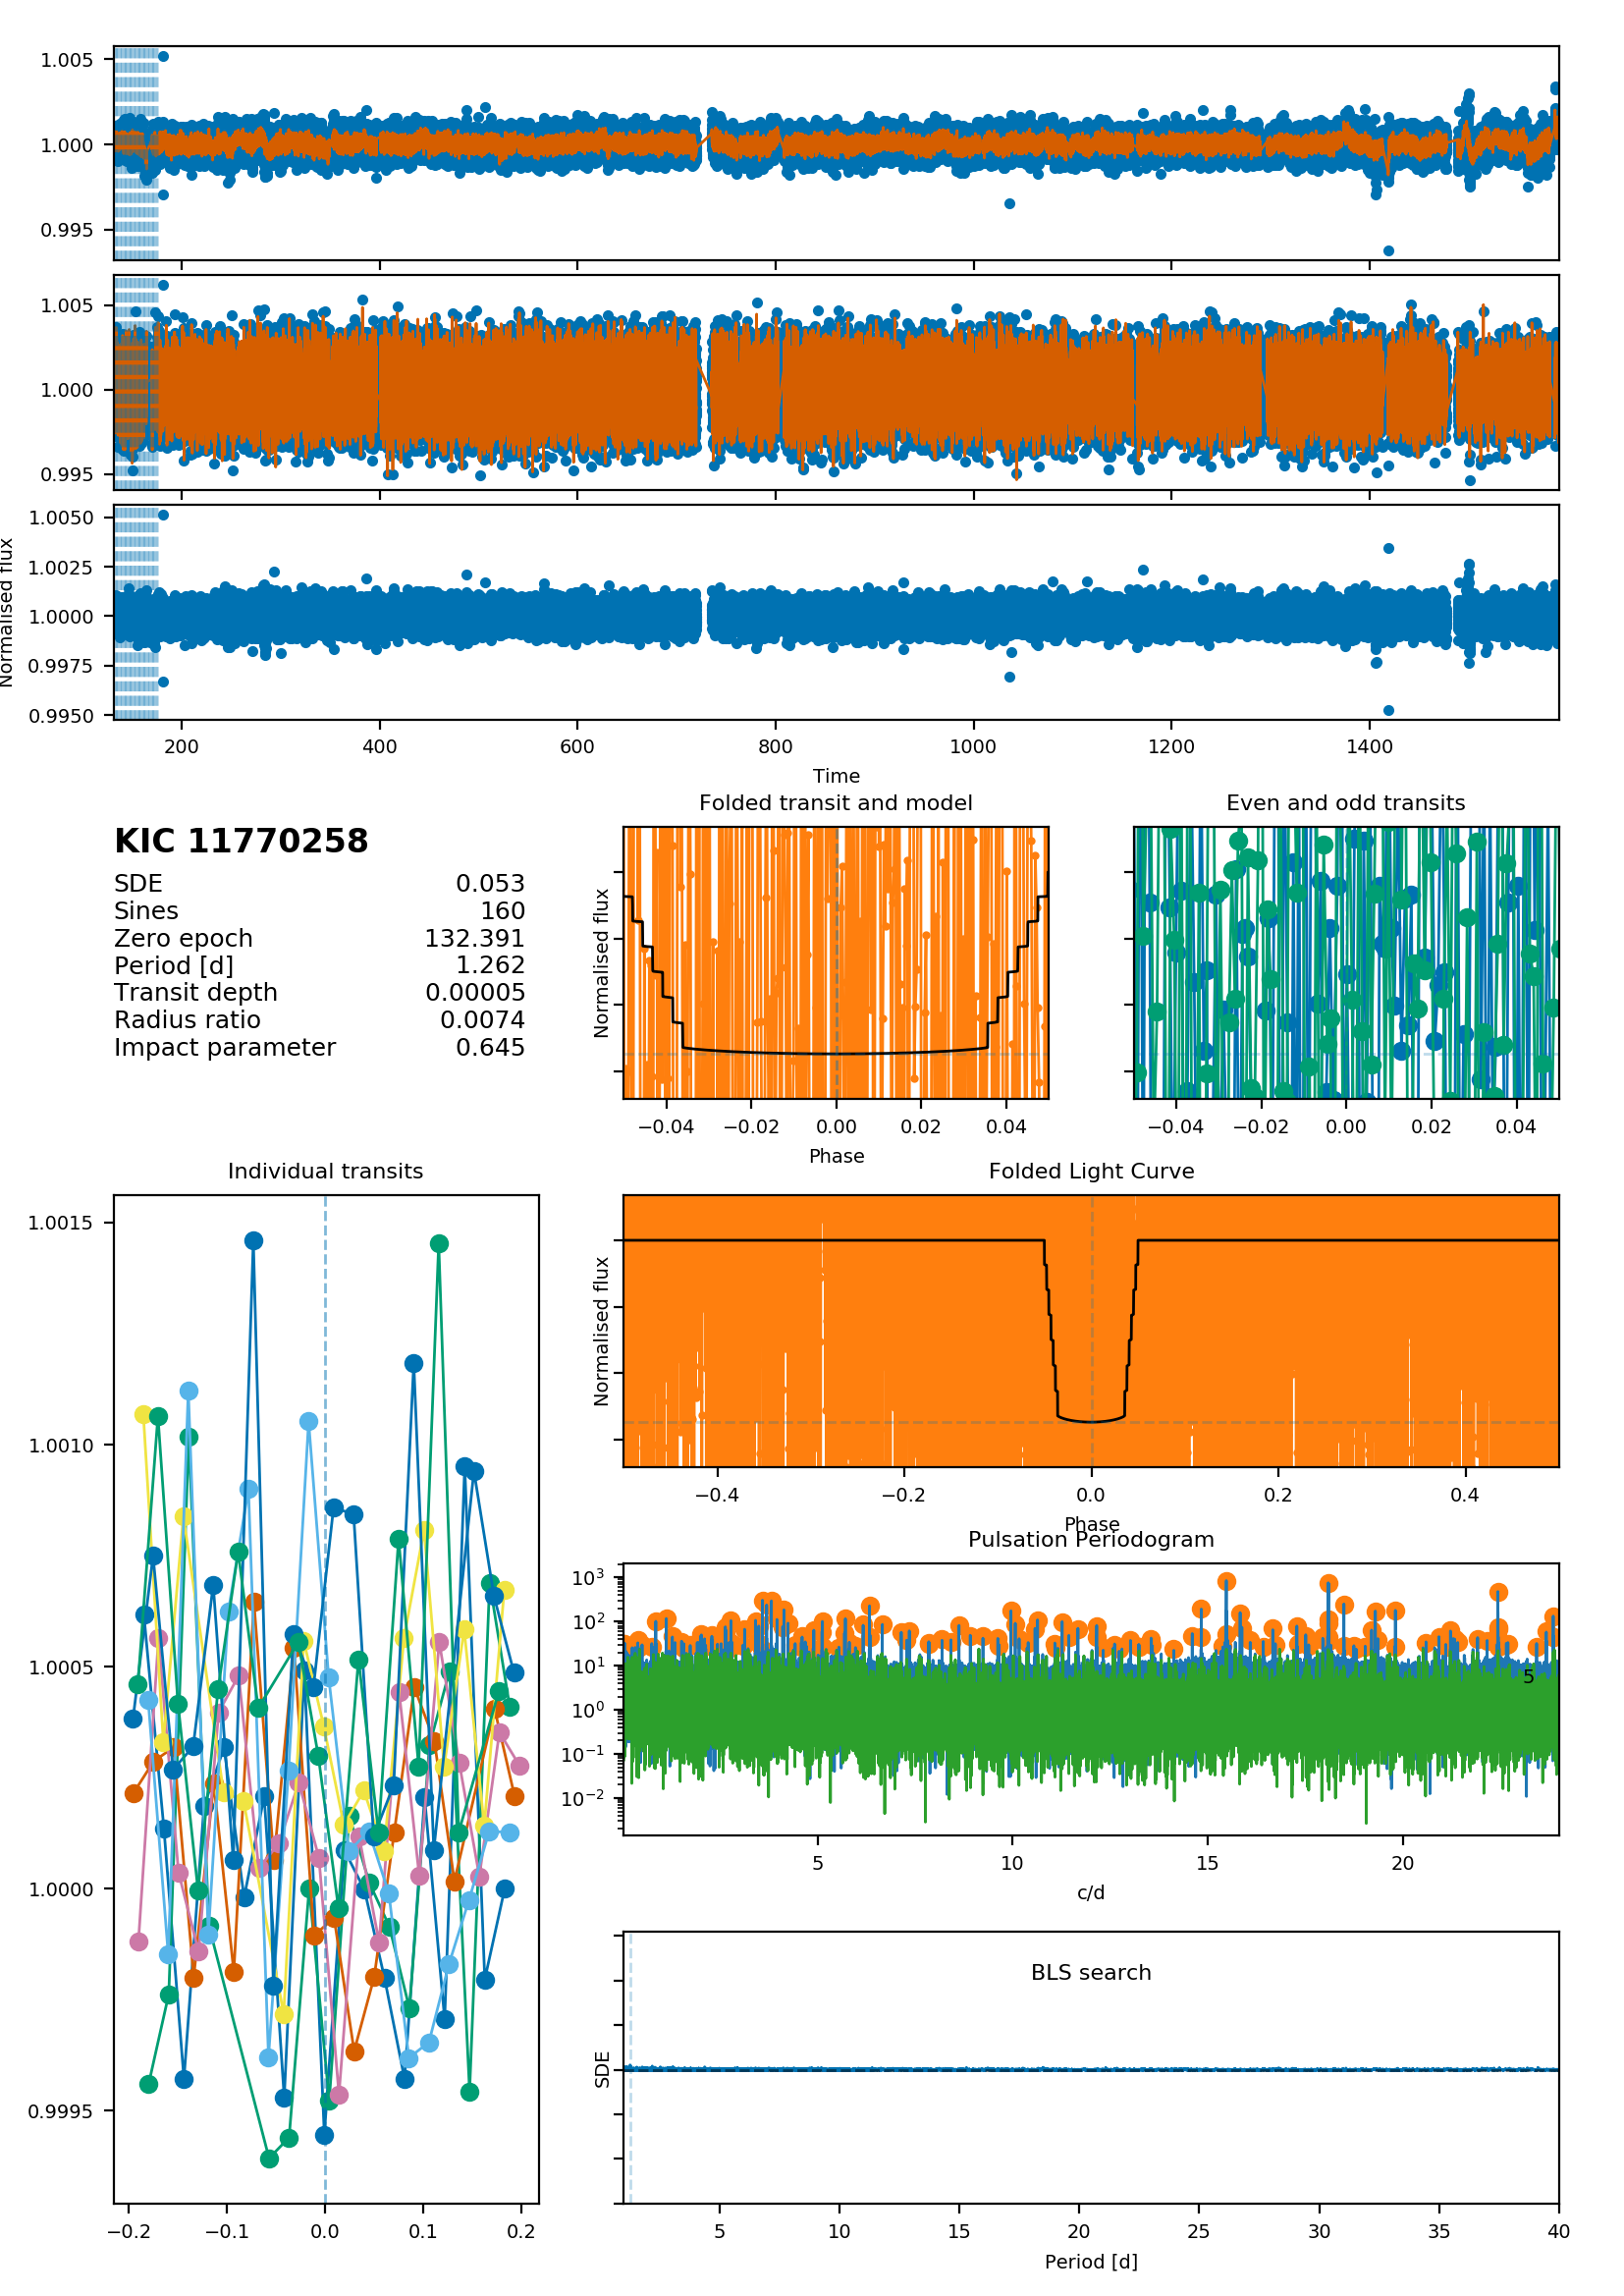 1.005
1.000
0.995
1.005
1.000
0.995
1.0050
1.0025
1.0000
0.9975
0.9950
Normalised flux
200 400 600 800 1000 1200 1400
Time
KIC 11770258
SDE 0.053
Sines 160
Zero epoch 132.391
Period [d] 1.262
Transit depth 0.00005
Radius ratio 0.0074
Impact parameter 0.645
Folded transit and model
Normalised flux
−0.04 −0.02 0.00 0.02 0.04
Phase
Even and odd transits
−0.04 −0.02 0.00 0.02 0.04
Individual transits
1.0015
1.0010
1.0005
1.0000
0.9995
−0.2 −0.1 0.0 0.1 0.2
Folded Light Curve
Normalised flux
−0.4 −0.2 0.0 0.2 0.4
Phase
Pulsation Periodogram
10³
10²
10¹
10⁰
10⁻¹
10⁻²
5
5 10 15 20
c/d
BLS search
SDE
5 10 15 20 25 30 35 40
Period [d]